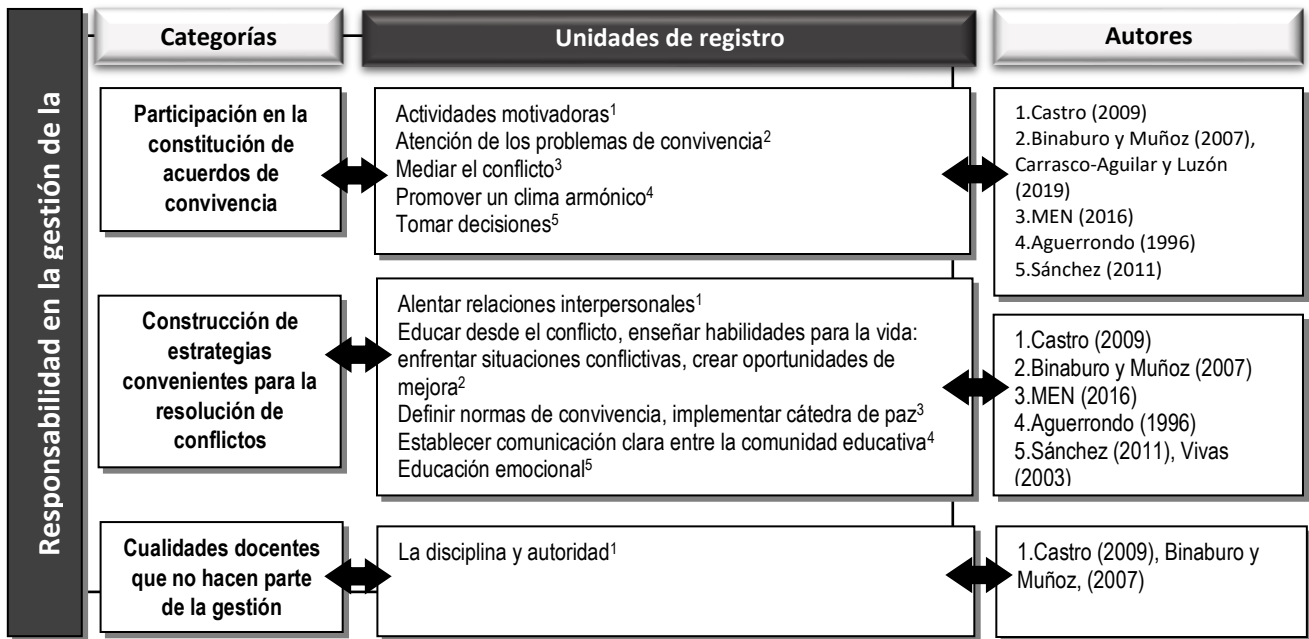 Responsabilidad en la gestión de la
Categorías
Unidades de registro
Autores
Participación en la
constitución de
acuerdos de
convivencia
Actividades motivadoras¹
Atención de los problemas de convivencia²
Mediar el conflicto³
Promover un clima armónico⁴
Tomar decisiones⁵
1.Castro (2009)
2.Binaburo y Muñoz (2007),
Carrasco-Aguilar y Luzón
(2019)
3.MEN (2016)
4.Aguerrondo (1996)
5.Sánchez (2011)
Construcción de
estrategias
convenientes para la
resolución de
conflictos
Alentar relaciones interpersonales¹
Educar desde el conflicto, enseñar habilidades para la vida:
enfrentar situaciones conflictivas, crear oportunidades de
mejora²
Definir normas de convivencia, implementar cátedra de paz³
Establecer comunicación clara entre la comunidad educativa⁴
Educación emocional⁵
1.Castro (2009)
2.Binaburo y Muñoz (2007)
3.MEN (2016)
4.Aguerrondo (1996)
5.Sánchez (2011), Vivas
(2003)
Cualidades docentes
que no hacen parte
de la gestión
La disciplina y autoridad¹
1.Castro (2009), Binaburo y
Muñoz, (2007)